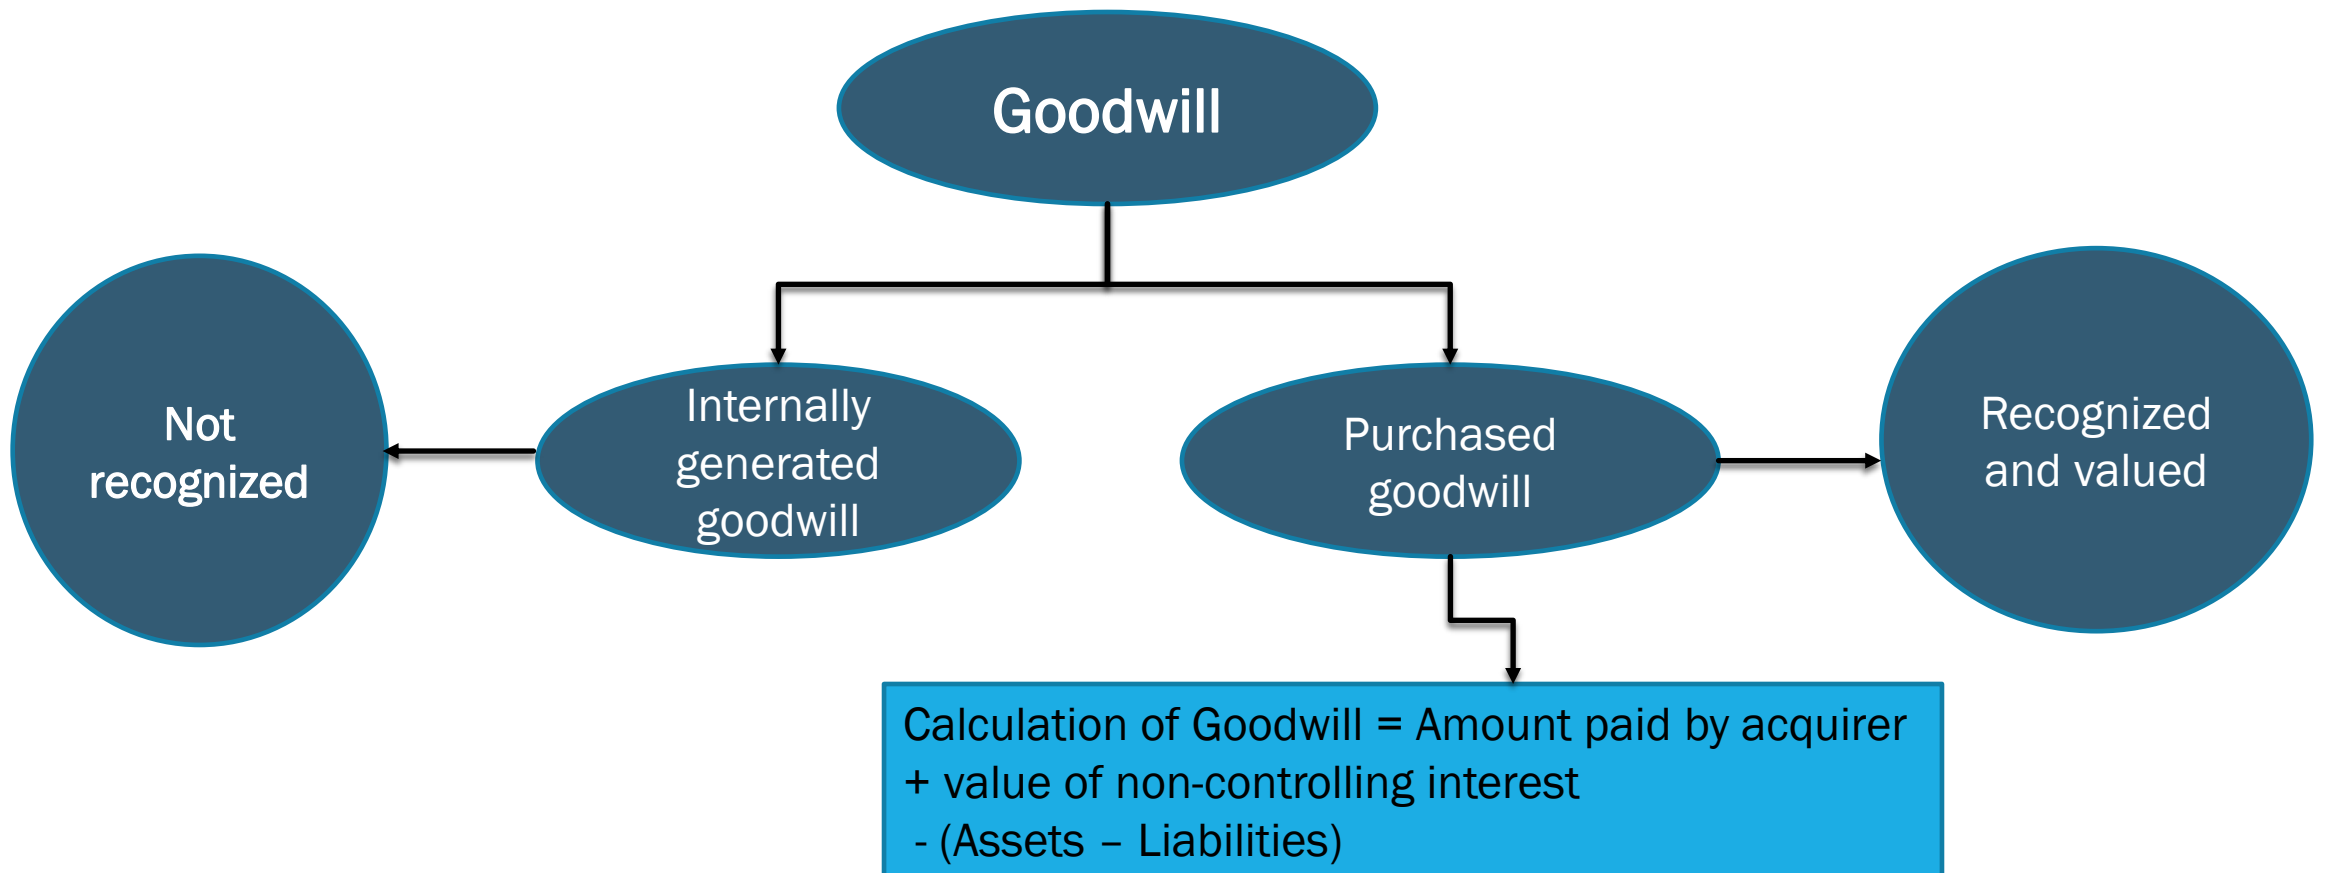 Goodwill
Not
recognized
Internally
generated
goodwill
Purchased
goodwill
Recognized
and valued
Calculation of Goodwill = Amount paid by acquirer
+ value of non-controlling interest
- (Assets – Liabilities)